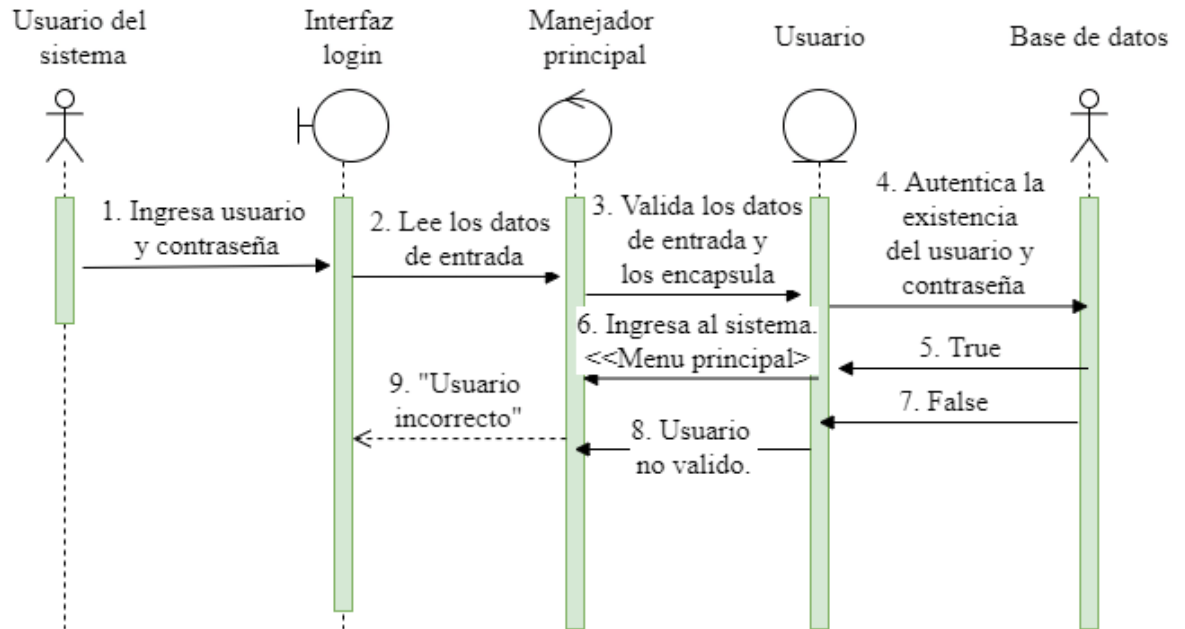 Usuario del
sistema
Interfaz
login
Manejador
principal
Usuario
Base de datos
1. Ingresa usuario
y contraseña
2. Lee los datos
de entrada
3. Valida los datos
de entrada y
los encapsula
4. Autentica la
existencia
del usuario y
contraseña
5. True
6. Ingresa al sistema.
<<Menu principal>
7. False
8. Usuario
no valido.
9. "Usuario
incorrecto"